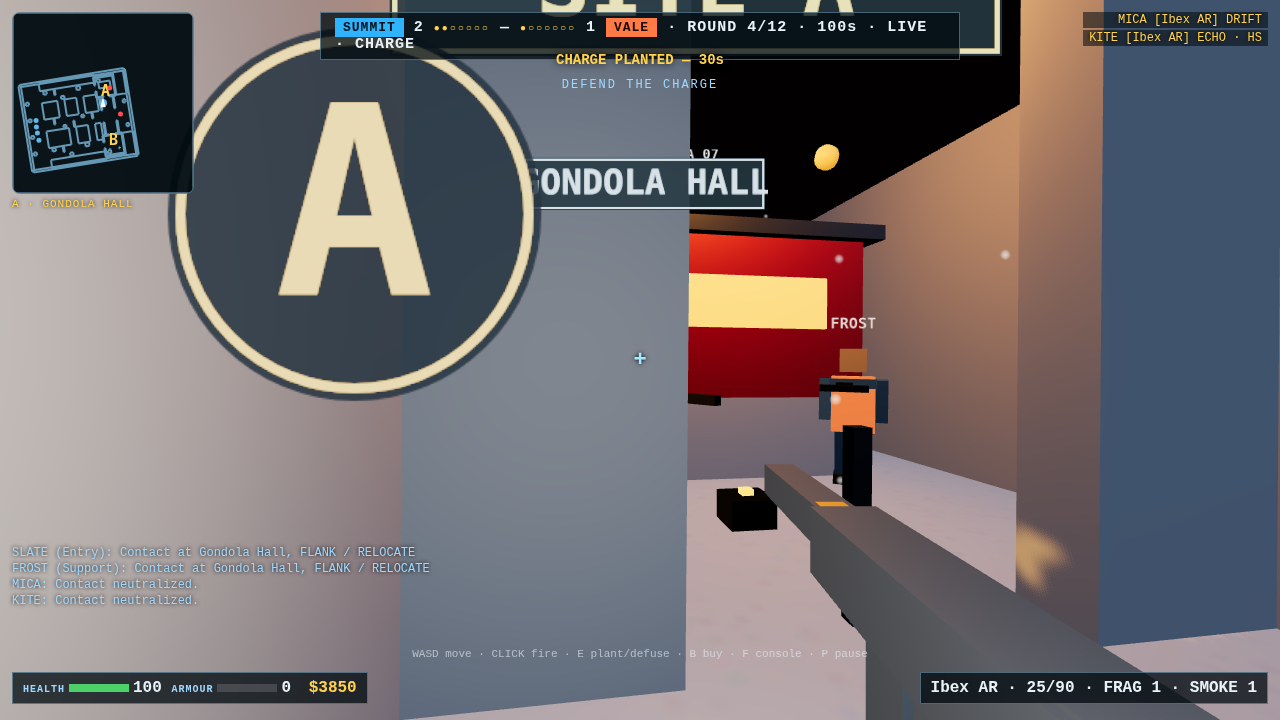 SITE A
SUMMIT 2 — 1 VALE · ROUND 4/12 · 100s · LIVE
· CHARGE
CHARGE PLANTED — 30s
DEFEND THE CHARGE
MICA [Ibex AR] DRIFT
KITE [Ibex AR] ECHO · HS
A
B
A · GONDOLA HALL
A
A 07
GONDOLA HALL
FROST
+
SLATE (Entry): Contact at Gondola Hall, FLANK / RELOCATE
FROST (Support): Contact at Gondola Hall, FLANK / RELOCATE
MICA: Contact neutralized.
KITE: Contact neutralized.
WASD move · CLICK fire · E plant/defuse · B buy · F console · P pause
HEALTH 100 ARMOUR 0 $3850
Ibex AR · 25/90 · FRAG 1 · SMOKE 1